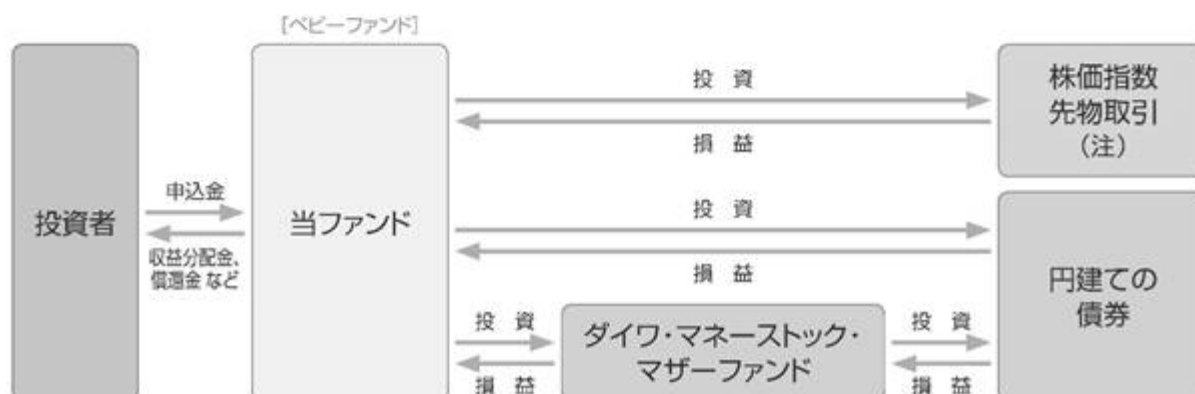 [ベビーファンド]
投資者
申込金
収益分配金、
償還金 など
当ファンド
投 資
損 益
株価指数
先物取引
（注）
投 資
損 益
円建ての
債券
投 資
損 益
ダイワ・マネーストック・
マザーファンド
投 資
損 益